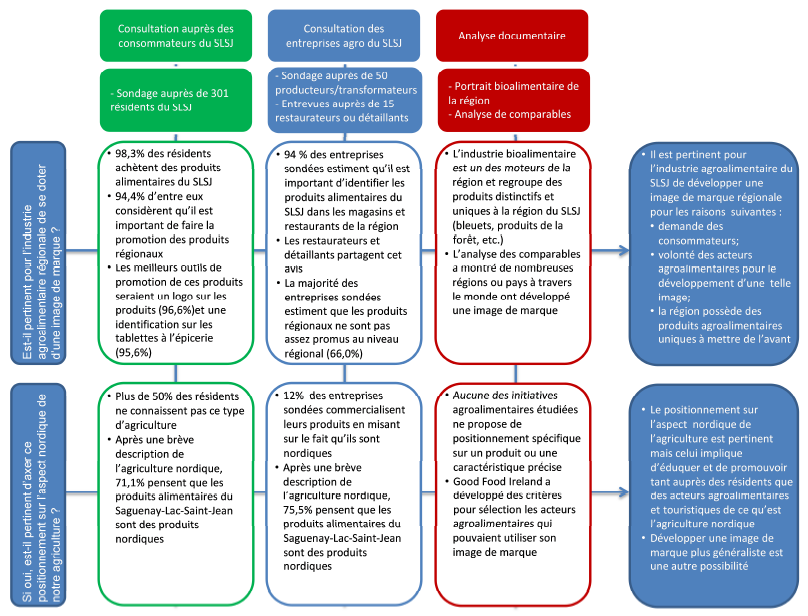 Consultation auprès des
consommateurs du SLSJ
Consultation des
entreprises agro du SLSJ
Analyse documentaire
- Sondage auprès de 301
résidents du SLSJ
- Sondage auprès de 50
producteurs/transformateurs
- Entrevues auprès de 15
restaurateurs ou détaillants
- Portrait bioalimentaire de
la région
- Analyse de comparables
Est-il pertinent pour l'industrie
agroalimentaire régionale de se doter
d'une image de marque ?
• 98,3% des résidents
achètent des produits
alimentaires du SLSJ
• 94,4% d'entre eux
considèrent qu'il est
important de faire la
promotion des produits
régionaux
• Les meilleurs outils de
promotion de ces produits
seraient un logo sur les
produits (96,6%)et une
identification sur les
tablettes à l'épicerie
(95,6%)
• 94 % des entreprises
sondées estiment qu'il est
important d'identifier les
produits alimentaires du
SLSJ dans les magasins et
restaurants de la région
• Les restaurateurs et
détaillants partagent cet
avis
• La majorité des
entreprises sondées
estiment que les produits
régionaux ne sont pas
assez promus au niveau
régional (66,0%)
• L'industrie bioalimentaire
est un des moteurs de la
région et regroupe des
produits distinctifs et
uniques à la région du SLSJ
(bleuets, produits de la
forêt, etc.)
• L'analyse des comparables
a montré de nombreuses
régions ou pays à travers
le monde ont développé
une image de marque
• Il est pertinent pour
l'industrie agroalimentaire du
SLSJ de développer une
image de marque régionale
pour les raisons suivantes :
• demande des
consommateurs;
• volonté des acteurs
agroalimentaires pour le
développement d'une telle
image;
• la région possède des
produits agroalimentaires
uniques à mettre de l'avant
Si oui, est-il pertinent d'axer ce
positionnement sur l'aspect nordique de
notre agriculture ?
• Plus de 50% des résidents
ne connaissent pas ce type
d'agriculture
• Après une brève
description de
l'agriculture nordique,
71,1% pensent que les
produits alimentaires du
Saguenay-Lac-Saint-Jean
sont des produits
nordiques
• 12% des entreprises
sondées commercialisent
leurs produits en misant
sur le fait qu'ils sont
nordiques
• Après une brève
description de
l'agriculture nordique,
75,5% pensent que les
produits alimentaires du
Saguenay-Lac-Saint-Jean
sont des produits
nordiques
• Aucune des initiatives
agroalimentaires étudiées
ne propose de
positionnement spécifique
sur un produit ou une
caractéristique précise
• Good Food Ireland a
développé des critères
pour sélection les acteurs
agroalimentaires qui
pouvaient utiliser son
image de marque
• Le positionnement sur
l'aspect nordique de
l'agriculture est pertinent
mais celui implique
d'éduquer et de promouvoir
tant auprès des résidents que
des acteurs agroalimentaires
et touristiques de ce qu'est
l'agriculture nordique
• Développer une image de
marque plus généraliste est
une autre possibilité